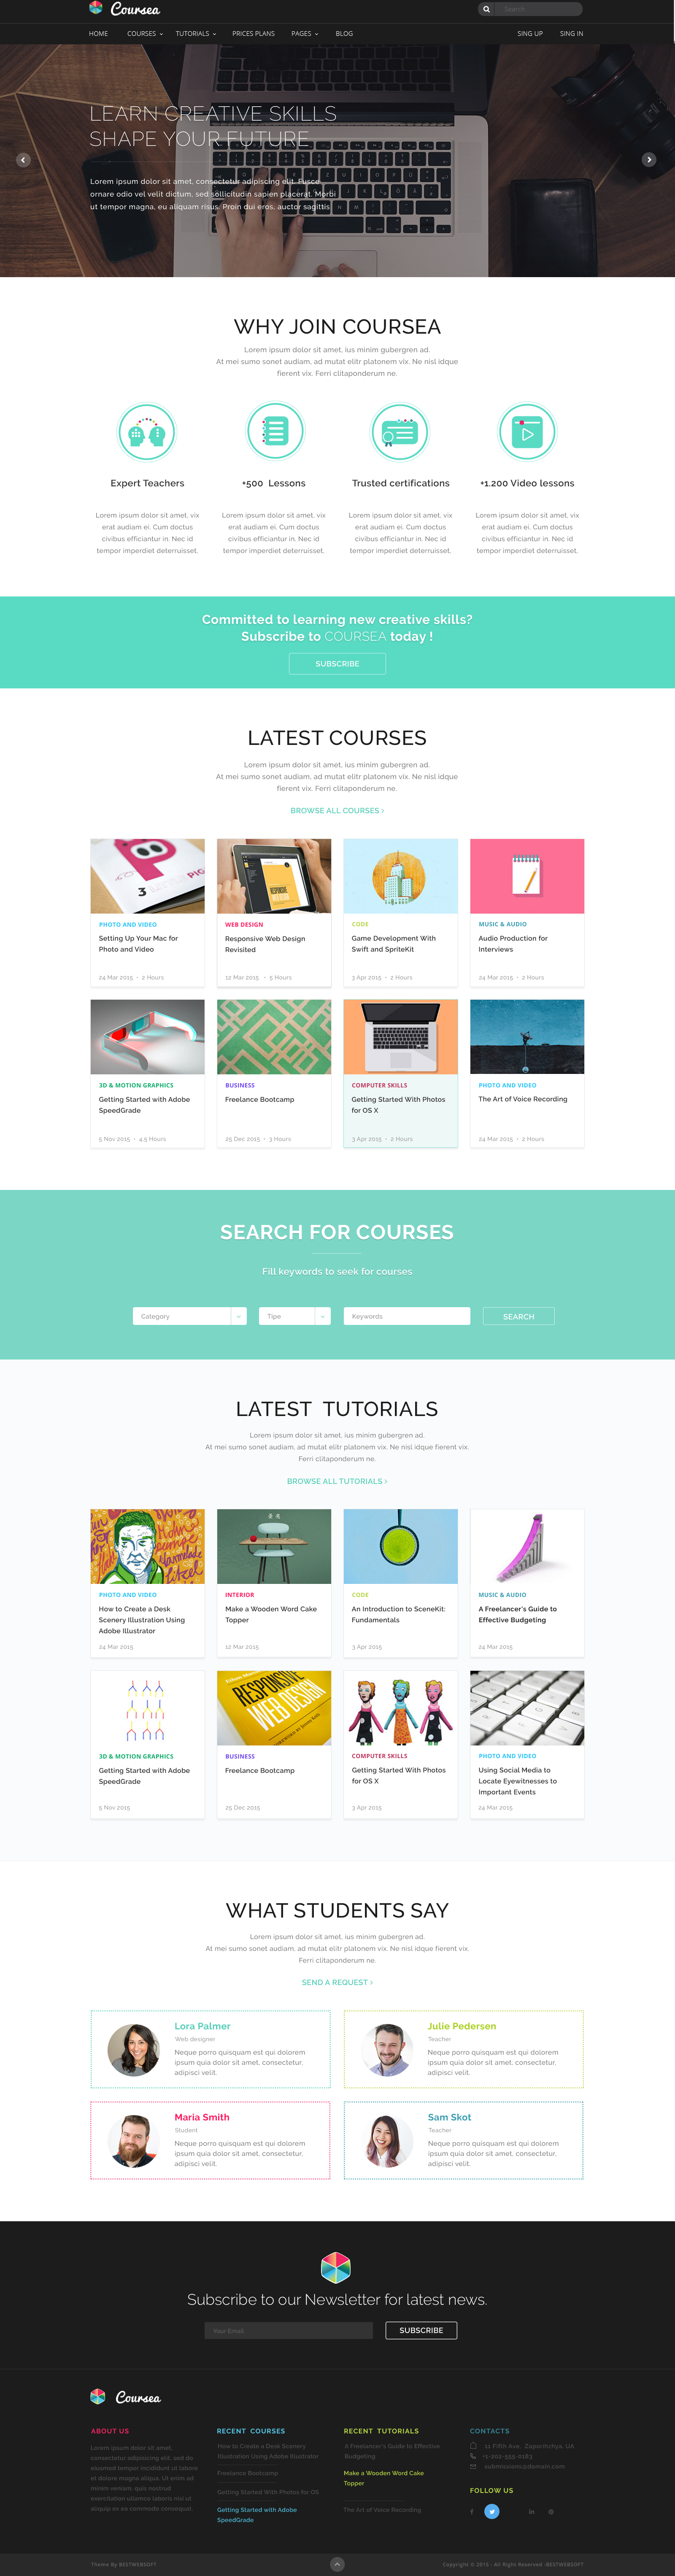 Coursea
Search
HOME COURSES TUTORIALS PRICES PLANS PAGES BLOG SING UP SING IN
LEARN CREATIVE SKILLS
SHAPE YOUR FUTURE
Lorem ipsum dolor sit amet, consectetur adipiscing elit. Fusce
ornare odio vel velit dictum, sed sollicitudin sapien placerat. Morbi
ut tempor magna, eu aliquam risus. Proin dui eros, auctor sagittis
WHY JOIN COURSEA
Lorem ipsum dolor sit amet, ius minim gubergren ad.
At mei sumo sonet audiam, ad mutat elitr platonem vix. Ne nisl idque
fierent vix. Ferri clitaponderum ne.
Expert Teachers
Lorem ipsum dolor sit amet, vix
erat audiam ei. Cum doctus
civibus efficiantur in. Nec id
tempor imperdiet deterruisset.
+500 Lessons
Lorem ipsum dolor sit amet, vix
erat audiam ei. Cum doctus
civibus efficiantur in. Nec id
tempor imperdiet deterruisset.
Trusted certifications
Lorem ipsum dolor sit amet, vix
erat audiam ei. Cum doctus
civibus efficiantur in. Nec id
tempor imperdiet deterruisset.
+1.200 Video lessons
Lorem ipsum dolor sit amet, vix
erat audiam ei. Cum doctus
civibus efficiantur in. Nec id
tempor imperdiet deterruisset.
Committed to learning new creative skills?
Subscribe to COURSEA today !
SUBSCRIBE
LATEST COURSES
Lorem ipsum dolor sit amet, ius minim gubergren ad.
At mei sumo sonet audiam, ad mutat elitr platonem vix. Ne nisl idque
fierent vix. Ferri clitaponderum ne.
BROWSE ALL COURSES ›
PHOTO AND VIDEO
Setting Up Your Mac for
Photo and Video
24 Mar 2015 • 2 Hours
WEB DESIGN
Responsive Web Design
Revisited
12 Mar 2015 • 5 Hours
CODE
Game Development With
Swift and SpriteKit
3 Apr 2015 • 2 Hours
MUSIC & AUDIO
Audio Production for
Interviews
24 Mar 2015 • 2 Hours
3D & MOTION GRAPHICS
Getting Started with Adobe
SpeedGrade
5 Nov 2015 • 4,5 Hours
BUSINESS
Freelance Bootcamp
25 Dec 2015 • 3 Hours
COMPUTER SKILLS
Getting Started With Photos
for OS X
3 Apr 2015 • 2 Hours
PHOTO AND VIDEO
The Art of Voice Recording
24 Mar 2015 • 2 Hours
SEARCH FOR COURSES
Fill keywords to seek for courses
Category Tipe Keywords SEARCH
LATEST TUTORIALS
Lorem ipsum dolor sit amet, ius minim gubergren ad.
At mei sumo sonet audiam, ad mutat elitr platonem vix. Ne nisl idque fierent vix.
Ferri clitaponderum ne.
BROWSE ALL TUTORIALS ›
PHOTO AND VIDEO
How to Create a Desk
Scenery Illustration Using
Adobe Illustrator
24 Mar 2015
INTERIOR
Make a Wooden Word Cake
Topper
12 Mar 2015
CODE
An Introduction to SceneKit:
Fundamentals
3 Apr 2015
MUSIC & AUDIO
A Freelancer's Guide to
Effective Budgeting
24 Mar 2015
3D & MOTION GRAPHICS
Getting Started with Adobe
SpeedGrade
5 Nov 2015
RESPONSIVE
WEB DESIGN
BUSINESS
Freelance Bootcamp
25 Dec 2015
COMPUTER SKILLS
Getting Started With Photos
for OS X
3 Apr 2015
PHOTO AND VIDEO
Using Social Media to
Locate Eyewitnesses to
Important Events
24 Mar 2015
WHAT STUDENTS SAY
Lorem ipsum dolor sit amet, ius minim gubergren ad.
At mei sumo sonet audiam, ad mutat elitr platonem vix. Ne nisl idque fierent vix.
Ferri clitaponderum ne.
SEND A REQUEST ›
Lora Palmer
Web designer
Neque porro quisquam est qui dolorem
ipsum quia dolor sit amet, consectetur,
adipisci velit.
Julie Pedersen
Teacher
Neque porro quisquam est qui dolorem
ipsum quia dolor sit amet, consectetur,
adipisci velit.
Maria Smith
Student
Neque porro quisquam est qui dolorem
ipsum quia dolor sit amet, consectetur,
adipisci velit.
Sam Skot
Teacher
Neque porro quisquam est qui dolorem
ipsum quia dolor sit amet, consectetur,
adipisci velit.
Subscribe to our Newsletter for latest news.
Your Email
SUBSCRIBE
Coursea
ABOUT US
Lorem ipsum dolor sit amet,
consectetur adipisicing elit, sed do
eiusmod tempor incididunt ut labore
et dolore magna aliqua. Ut enim ad
minim veniam, quis nostrud
exercitation ullamco laboris nisi ut
aliquip ex ea commodo consequat.
RECENT COURSES
How to Create a Desk Scenery
Illustration Using Adobe Illustrator
Freelance Bootcamp
Getting Started With Photos for OS
Getting Started with Adobe
SpeedGrade
RECENT TUTORIALS
A Freelancer's Guide to Effective
Budgeting
Make a Wooden Word Cake
Topper
The Art of Voice Recording
CONTACTS
11 Fifth Ave, Zaporizhzhya, UA
+1-202-555-0183
submissions@domain.com
FOLLOW US
Theme By BESTWEBSOFT
Copyright © 2015 - All Right Reserved -BESTWEBSOFT